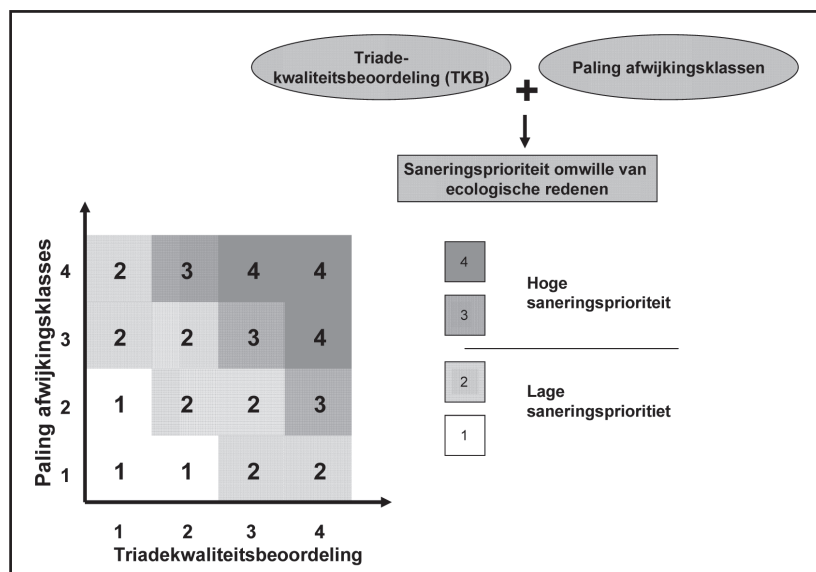 Triade-
kwaliteitsbeoordeling (TKB)
+
Paling afwijkingsklassen
Saneringsprioriteit omwille van
ecologische redenen
Paling afwijkingsklasses
4 2 3 4 4
3 2 2 3 4
2 1 2 2 3
1 1 1 2 2
1 2 3 4
Triadekwaliteitsbeoordeling
4
3
Hoge
saneringsprioriteit
2
1
Lage
saneringsprioritiet